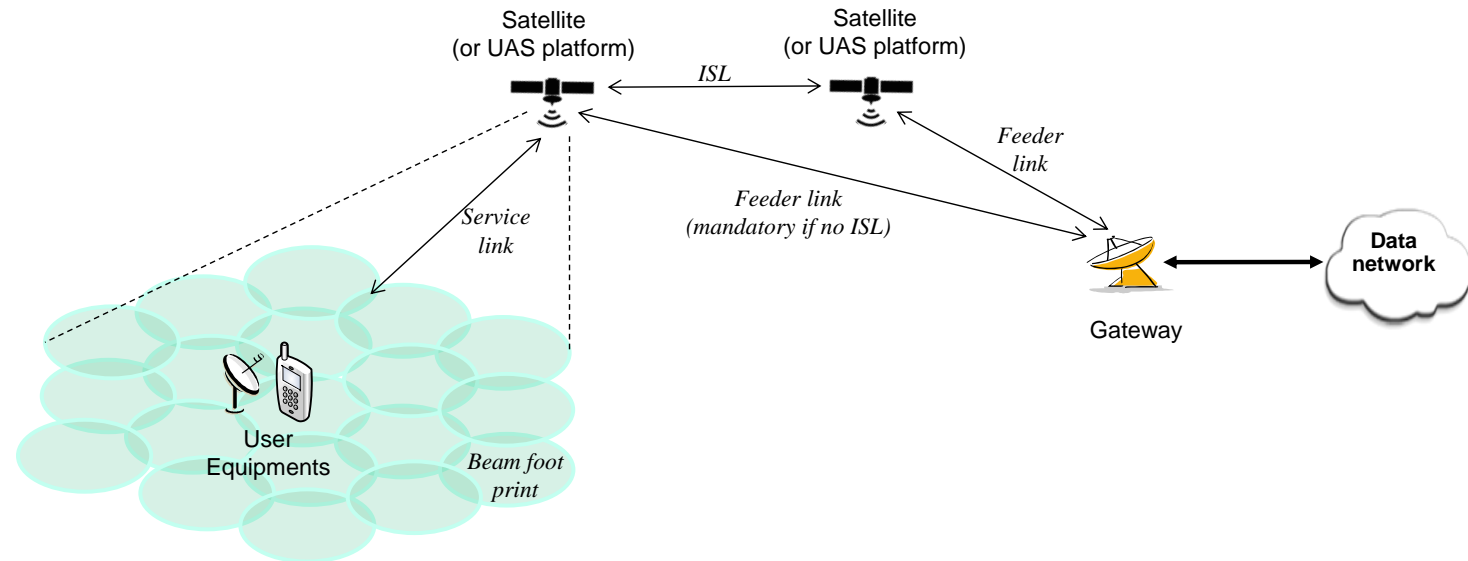 Satellite
(or UAS platform)
Satellite
(or UAS platform)
ISL
Feeder
link
Feeder link
(mandatory if no ISL)
Service
link
Data
network
Gateway
User
Equipments
Beam foot
print